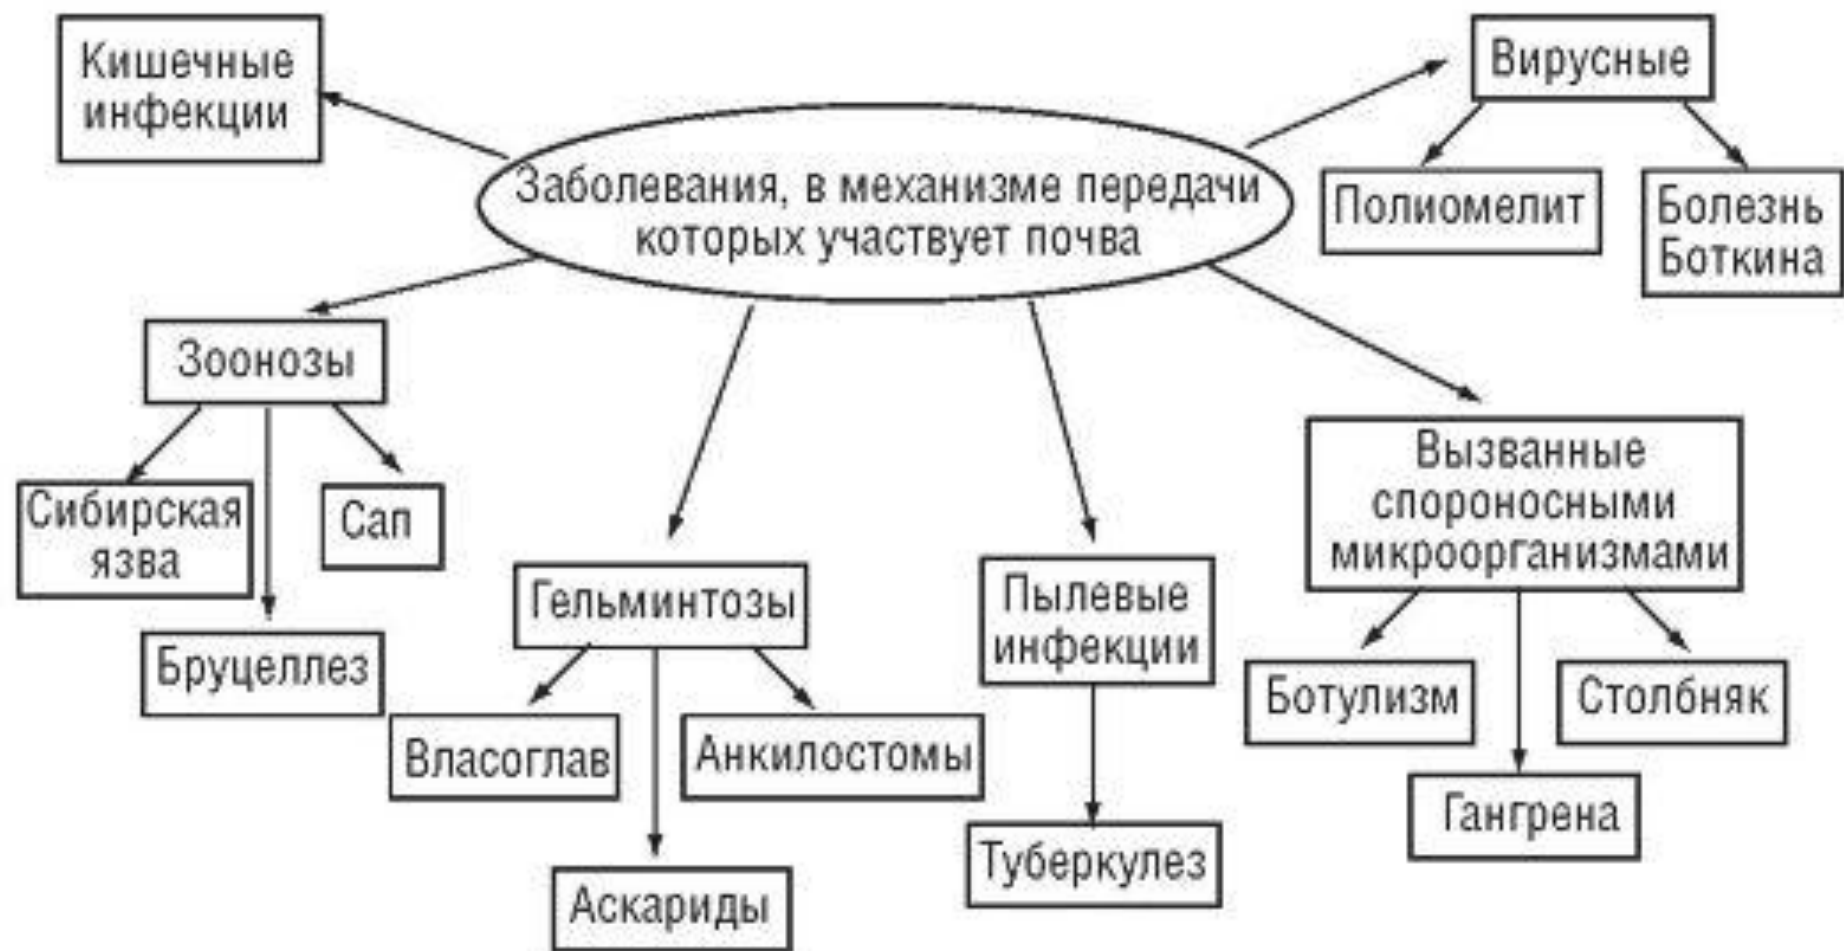 Кишечные
инфекции
Вирусные
Заболевания, в механизме передачи
которых участвует почва
Полиомелит
Болезнь
Боткина
Зоонозы
Сибирская
язва
Сап
Бруцеллез
Гельминтозы
Власоглав
Анкилостомы
Аскариды
Пылевые
инфекции
Туберкулез
Вызванные
спороносными
микроорганизмами
Ботулизм
Столбняк
Гангрена